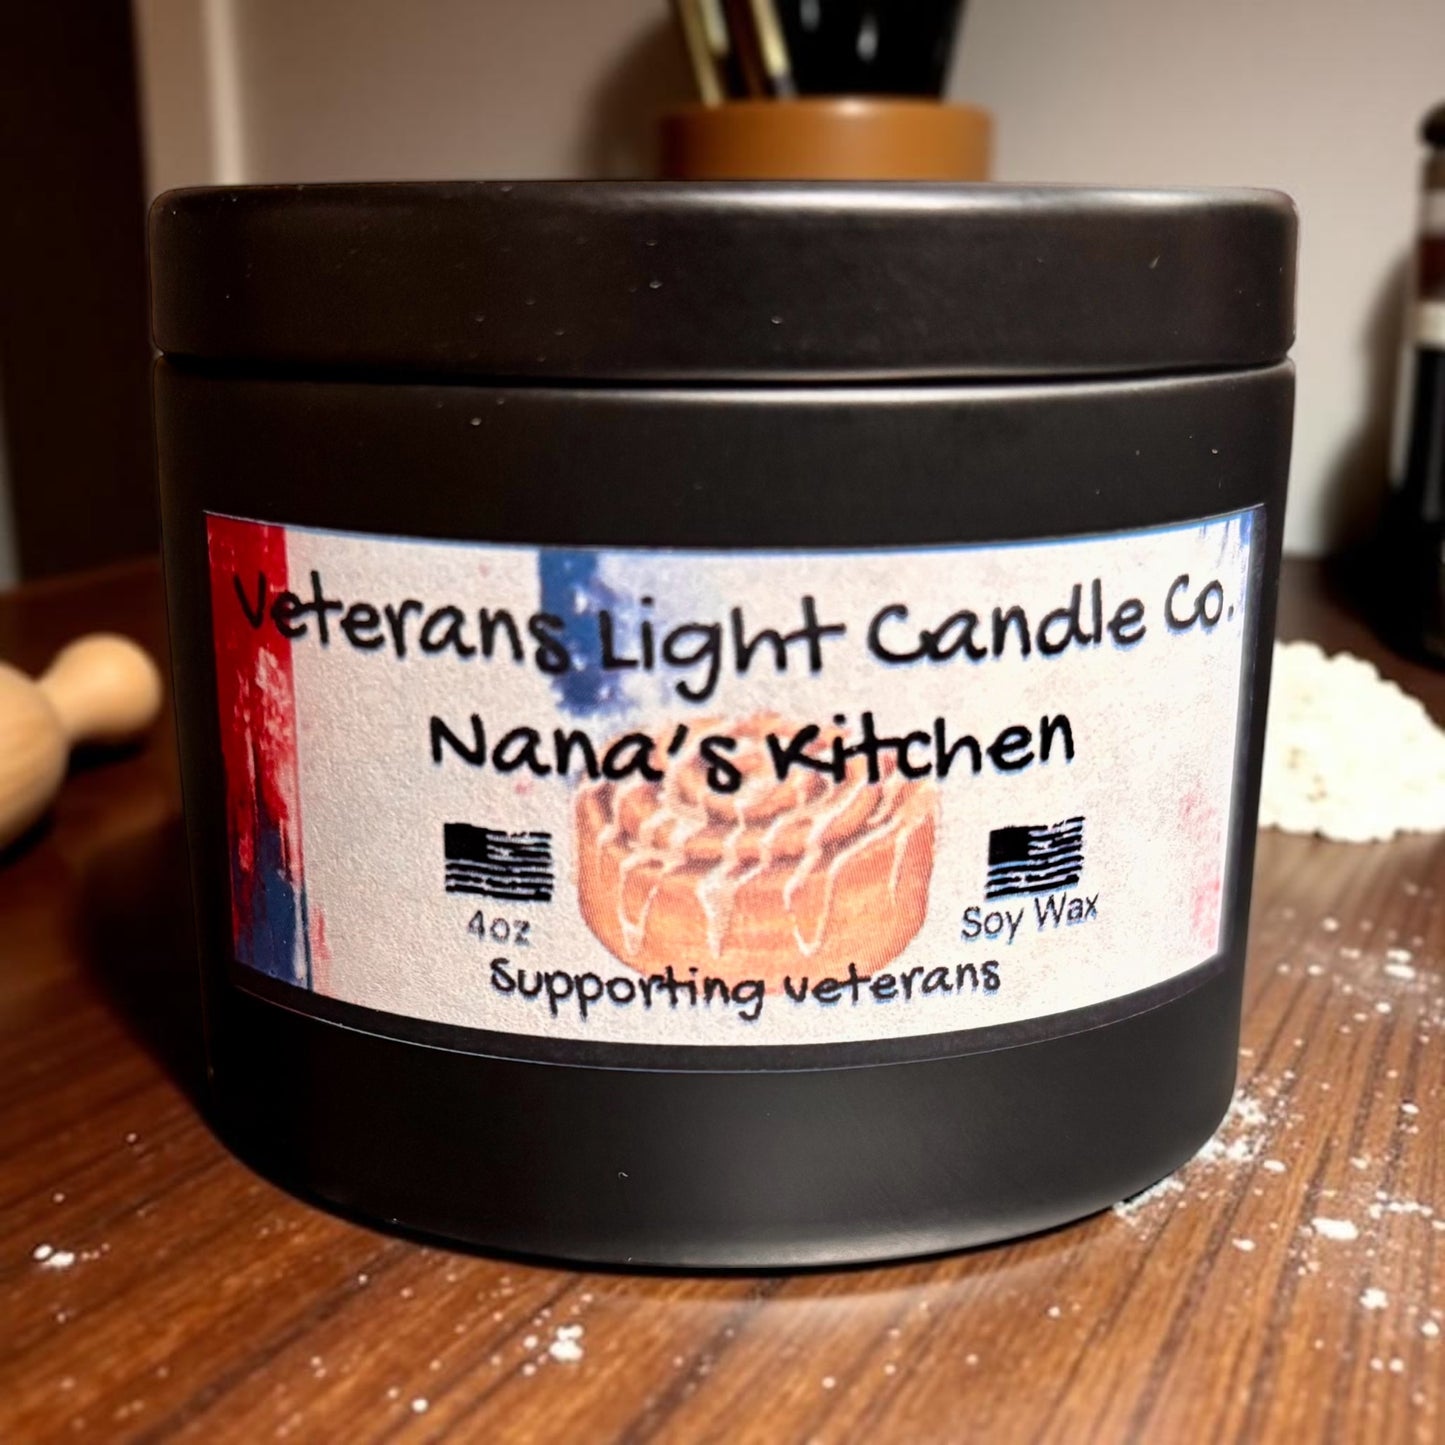 Veterans Light Candle Co.
Nana's Kitchen
4oz
Soy Wax
Supporting veterans